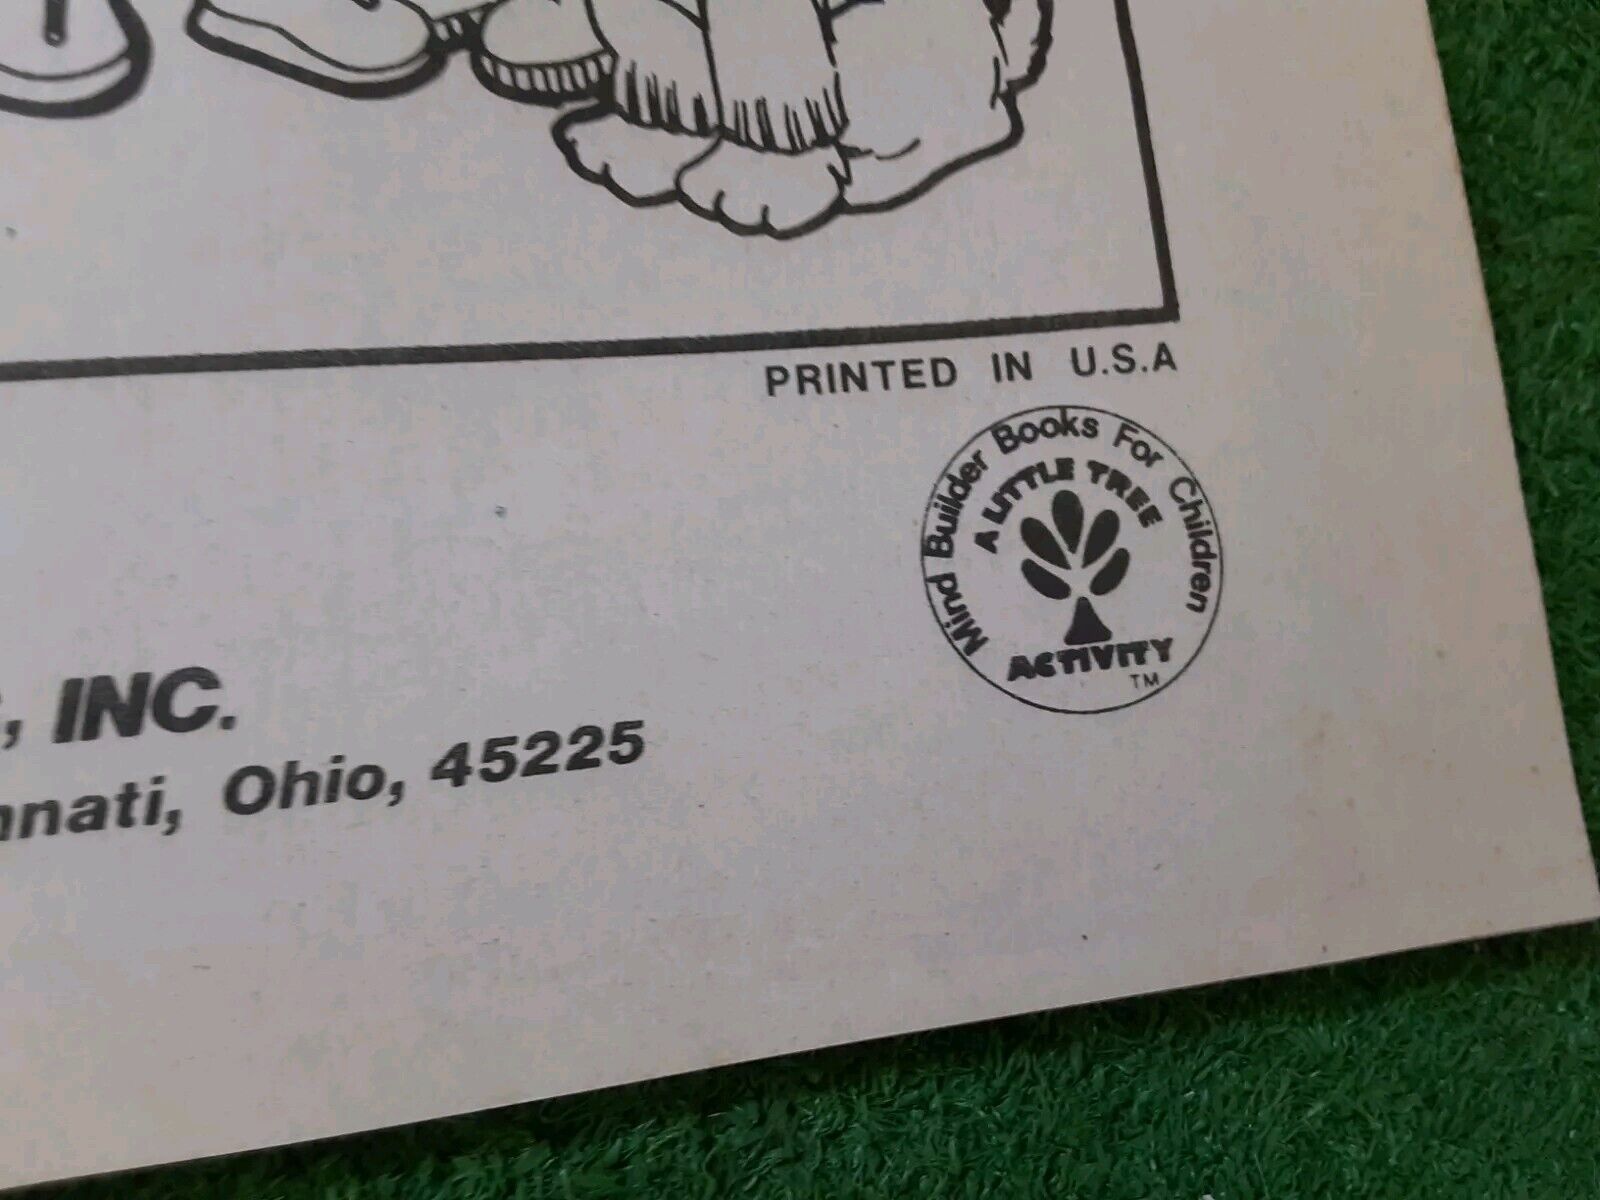 PRINTED IN U.S.A
Mind Builder Books For Children
A LITTLE TREE
ACTIVITY
TM
, INC.
nnati, Ohio, 45225